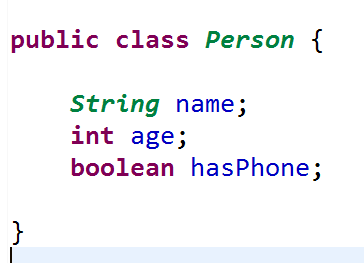 public class Person {
String name;
int age;
boolean hasPhone;
}